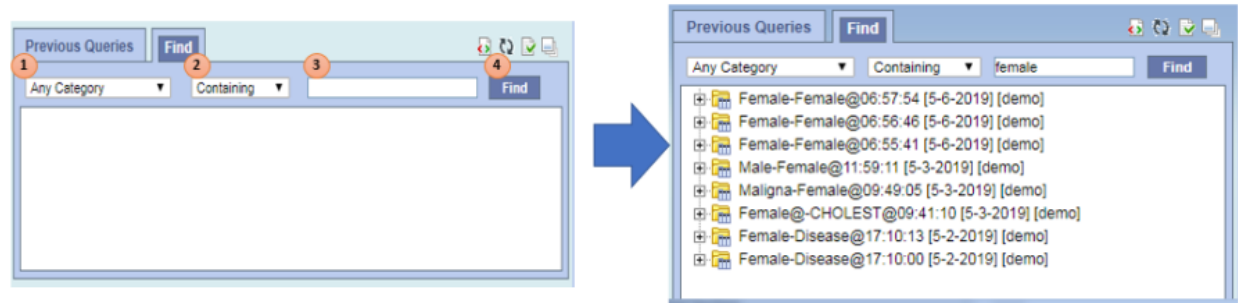 Previous Queries Find
1 2 3 4
Any Category Containing Find
Previous Queries Find
Any Category Containing female Find
Female-Female@06:57:54 [5-6-2019] [demo]
Female-Female@06:56:46 [5-6-2019] [demo]
Female-Female@06:55:41 [5-6-2019] [demo]
Male-Female@11:59:11 [5-3-2019] [demo]
Maligna-Female@09:49:05 [5-3-2019] [demo]
Female@-CHOLEST@09:41:10 [5-3-2019] [demo]
Female-Disease@17:10:13 [5-2-2019] [demo]
Female-Disease@17:10:00 [5-2-2019] [demo]